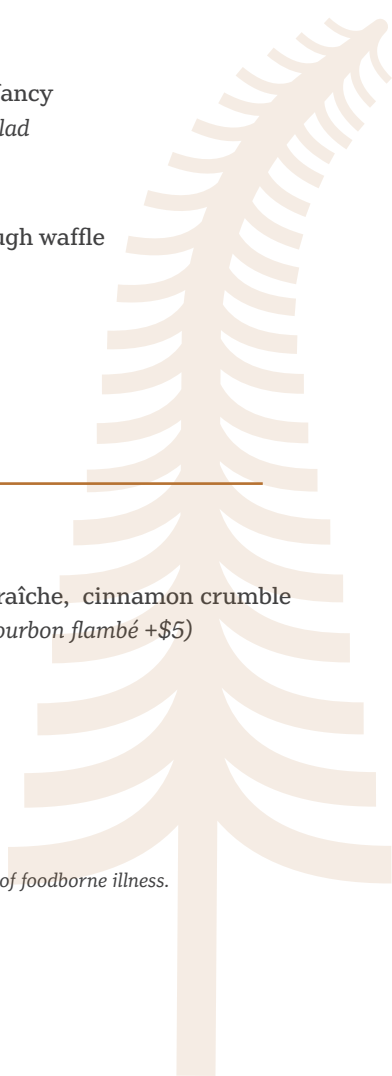 fancy
lad
ugh waffle
raîche, cinnamon crumble
ourbon flambé +$5)
of foodborne illness.